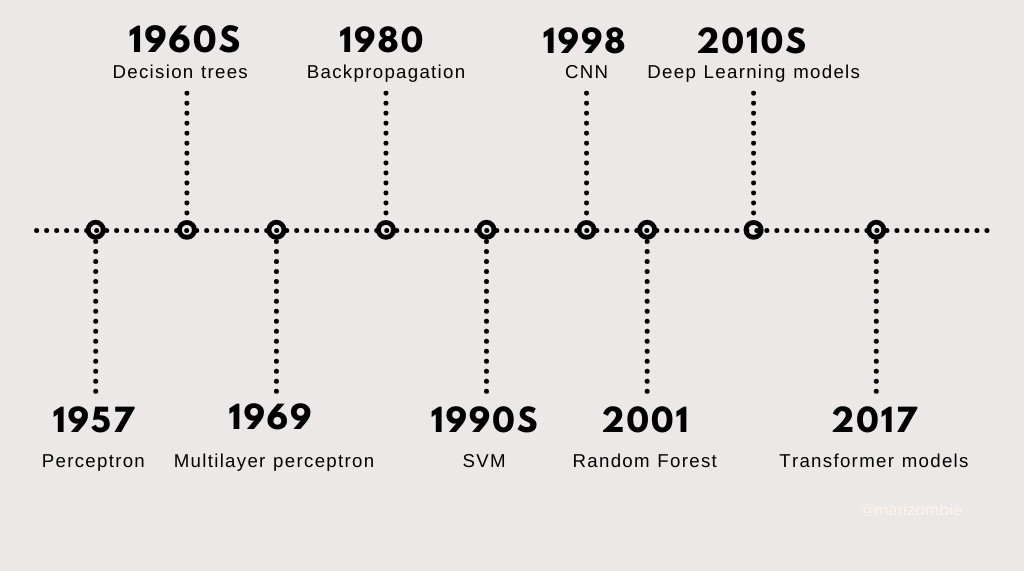 1960S
Decision trees
1980
Backpropagation
1998
CNN
2010S
Deep Learning models
1957
Perceptron
1969
Multilayer perceptron
1990S
SVM
2001
Random Forest
2017
Transformer models
@marizombie